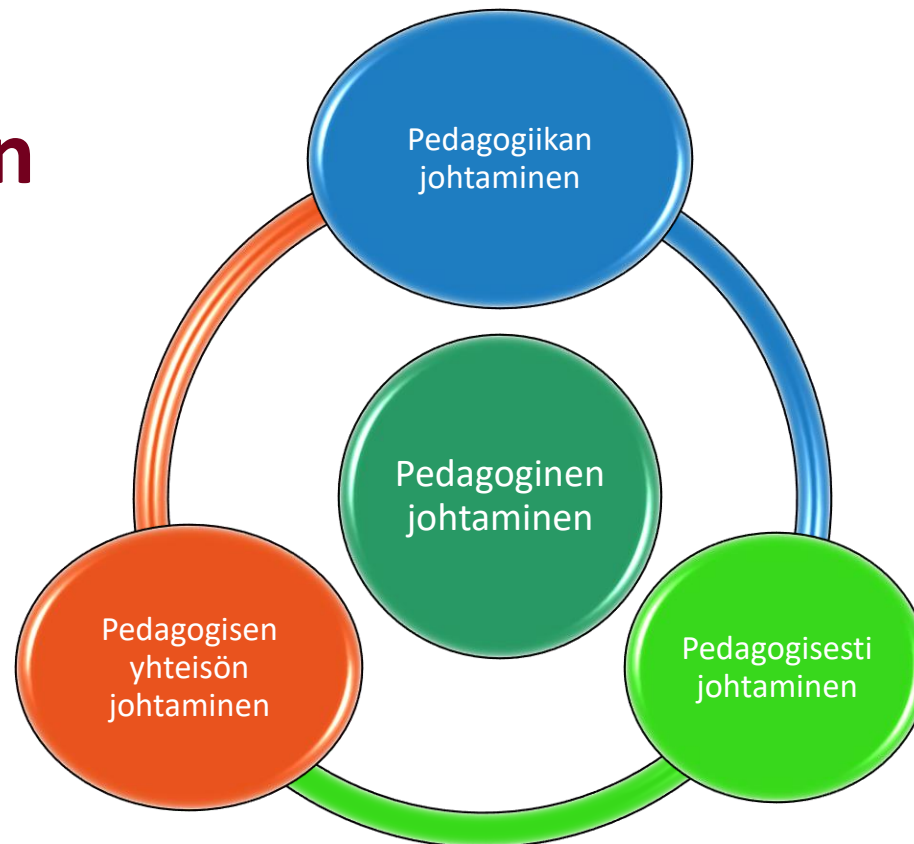 n
Pedagogiikan
johtaminen
Pedagoginen
johtaminen
Pedagogisen
yhteisön
johtaminen
Pedagogisesti
johtaminen